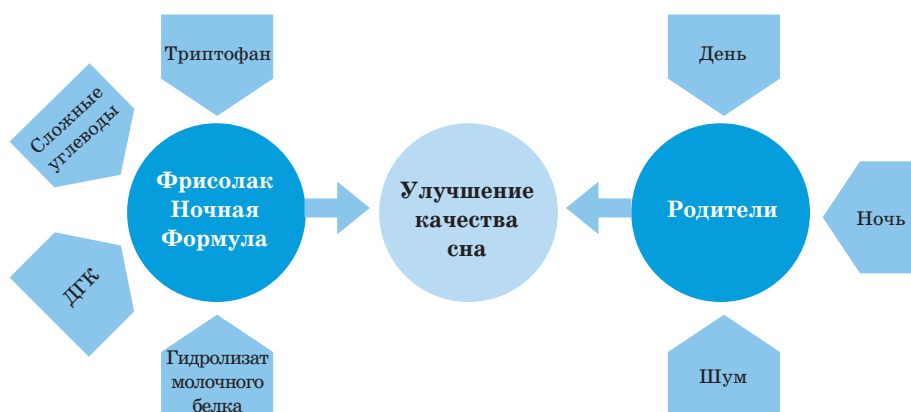 Триптофан
Сложные
углеводы
ДГК
Гидролизат
молочного
белка
Фрисолак
Ночная
Формула
Улучшение
качества
сна
Родители
День
Ночь
Шум